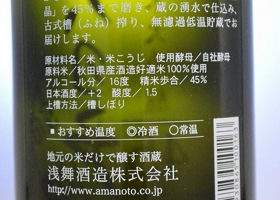 品」を45%まで磨き、蔵の湧水で仕込み、
古式槽（ふね）搾り、無濾過低温貯蔵でお
届けします。
原材料名／米・米こうじ　使用酵母／自社酵母
原料米／秋田県産酒造好適米100%使用
アルコール分／16度　精米歩合／45%
日本酒度／＋2　酸度／1.5
上槽方法／槽しぼり
■おすすめ温度　◎冷酒　○常温
地元の米だけで醸す酒蔵
浅舞酒造株式会社
http://www.amanoto.co.jp